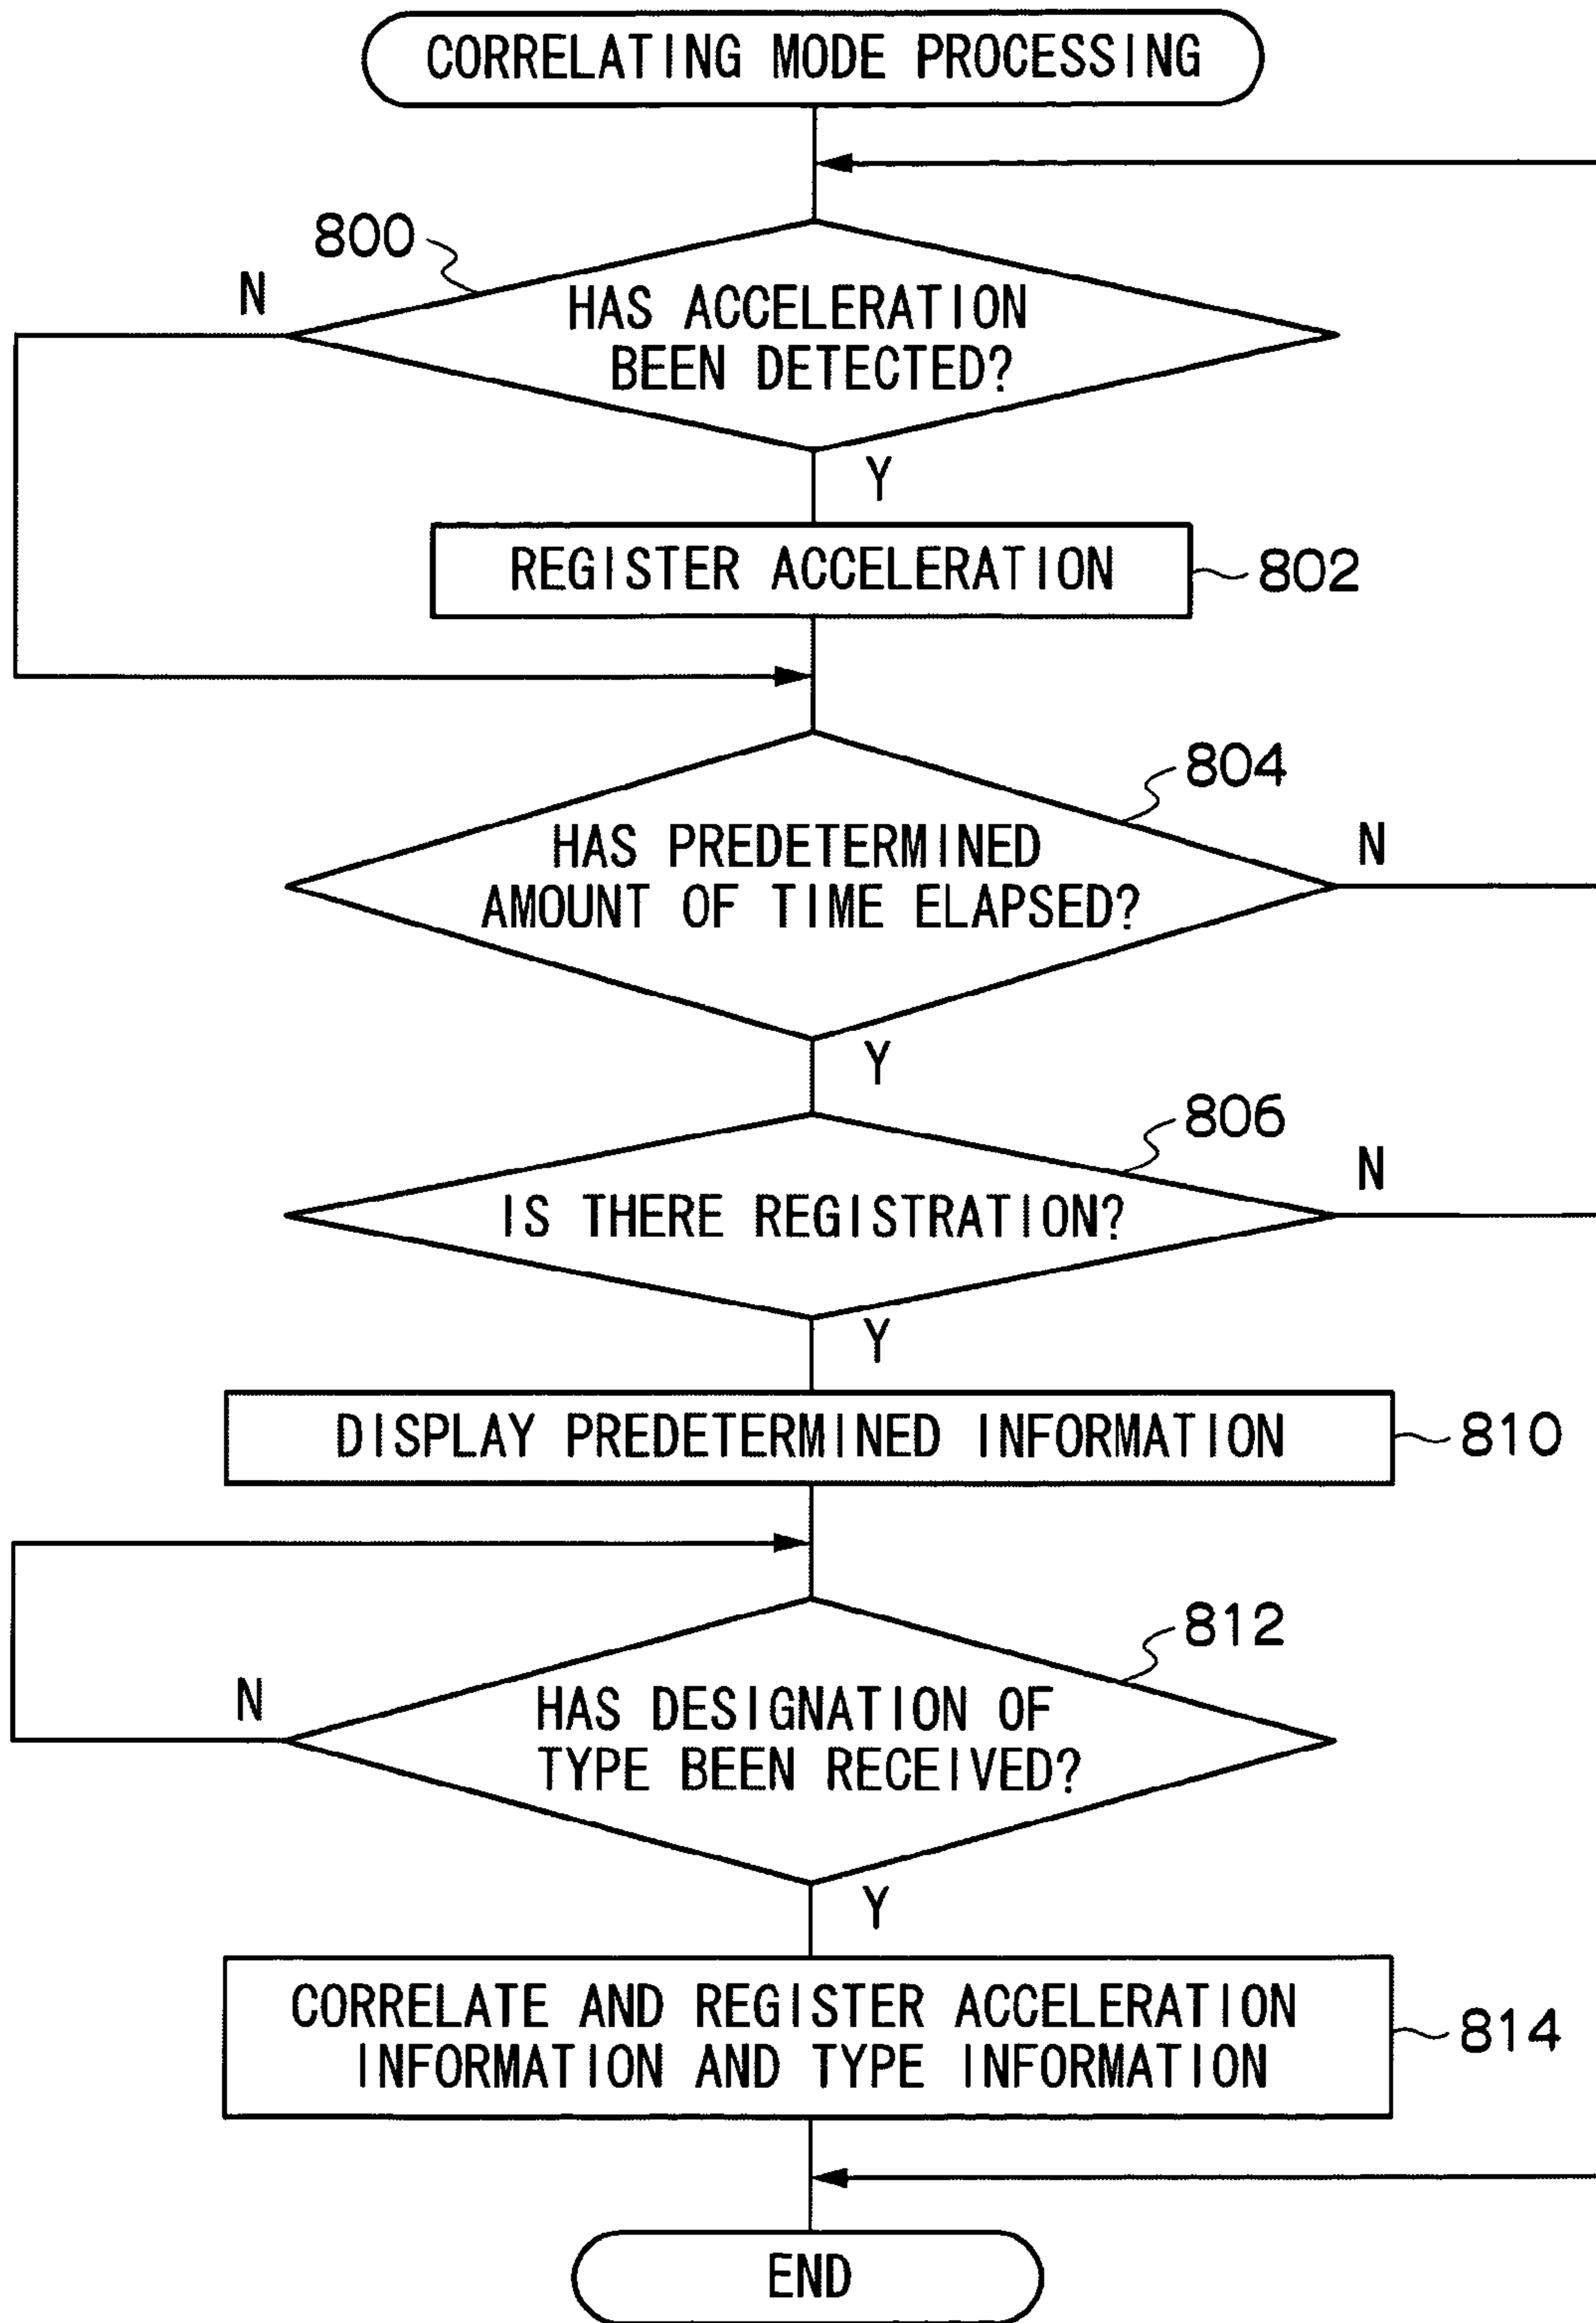 CORRELATING MODE PROCESSING
800
N
HAS ACCELERATION
BEEN DETECTED?
Y
REGISTER ACCELERATION
802
804
HAS PREDETERMINED
AMOUNT OF TIME ELAPSED?
N
Y
806
IS THERE REGISTRATION?
N
Y
DISPLAY PREDETERMINED INFORMATION
810
812
N
HAS DESIGNATION OF
TYPE BEEN RECEIVED?
Y
CORRELATE AND REGISTER ACCELERATION
INFORMATION AND TYPE INFORMATION
814
END